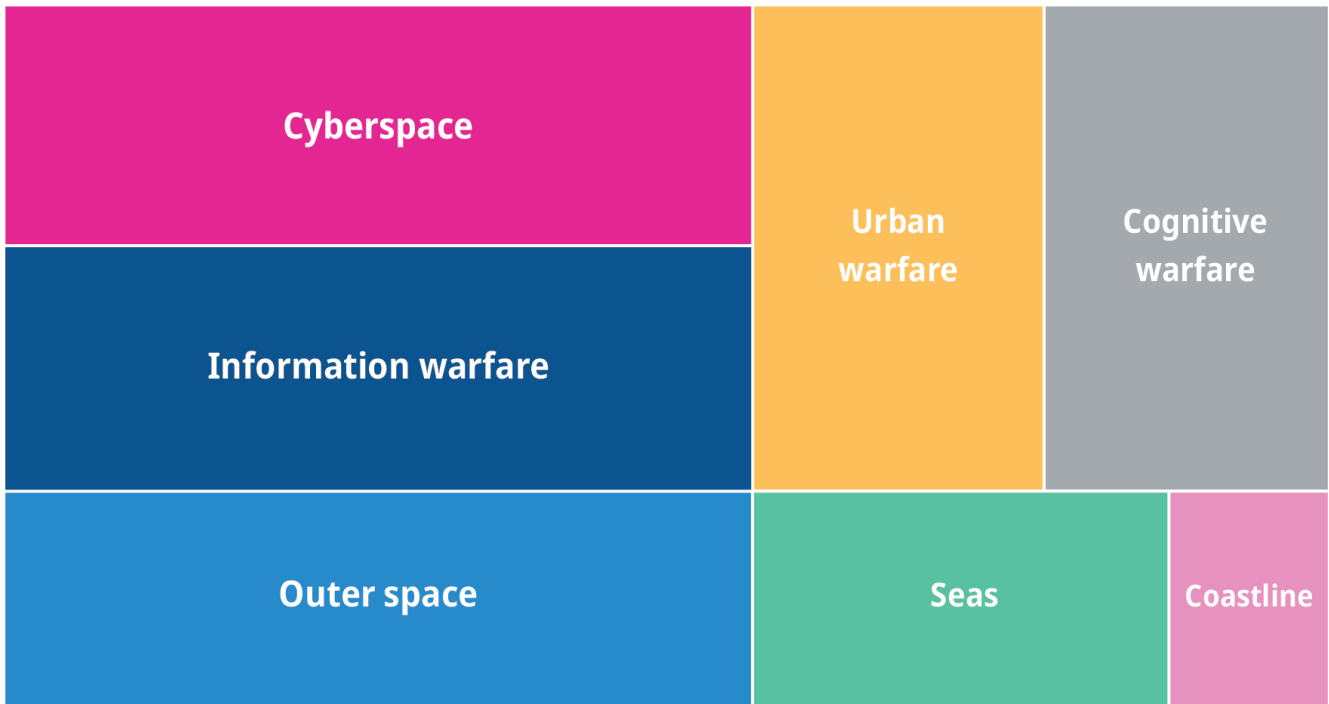 Cyberspace
Information warfare
Outer space
Urban
warfare
Cognitive
warfare
Seas
Coastline